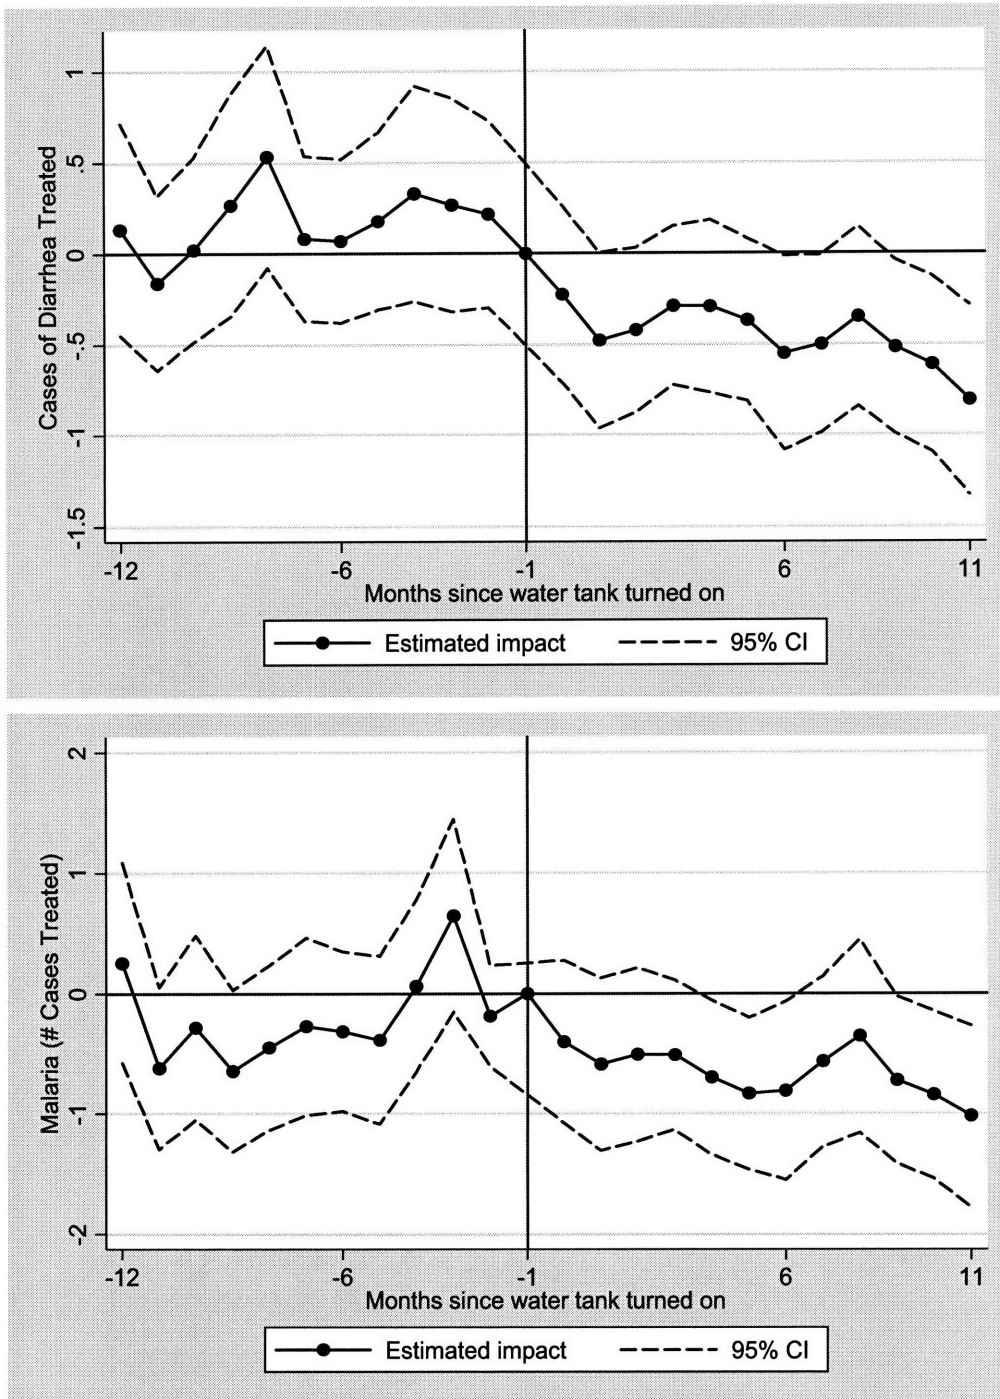 Cases of Diarrhea Treated
1
.5
0
-.5
-1
-1.5
-12 -6 -1 6 11
Months since water tank turned on
Estimated impact 95% CI
Malaria (# Cases Treated)
2
1
0
-1
-2
-12 -6 -1 6 11
Months since water tank turned on
Estimated impact 95% CI